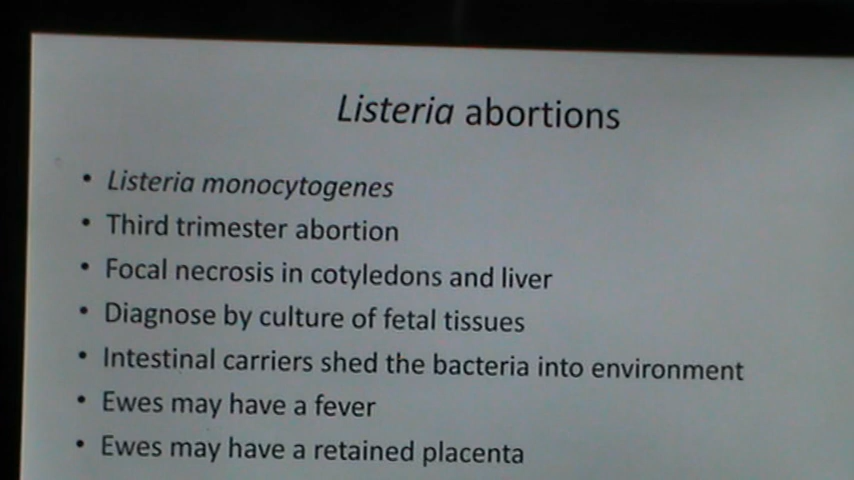 Listeria abortions
• Listeria monocytogenes
• Third trimester abortion
• Focal necrosis in cotyledons and liver
• Diagnose by culture of fetal tissues
• Intestinal carriers shed the bacteria into environment
• Ewes may have a fever
• Ewes may have a retained placenta